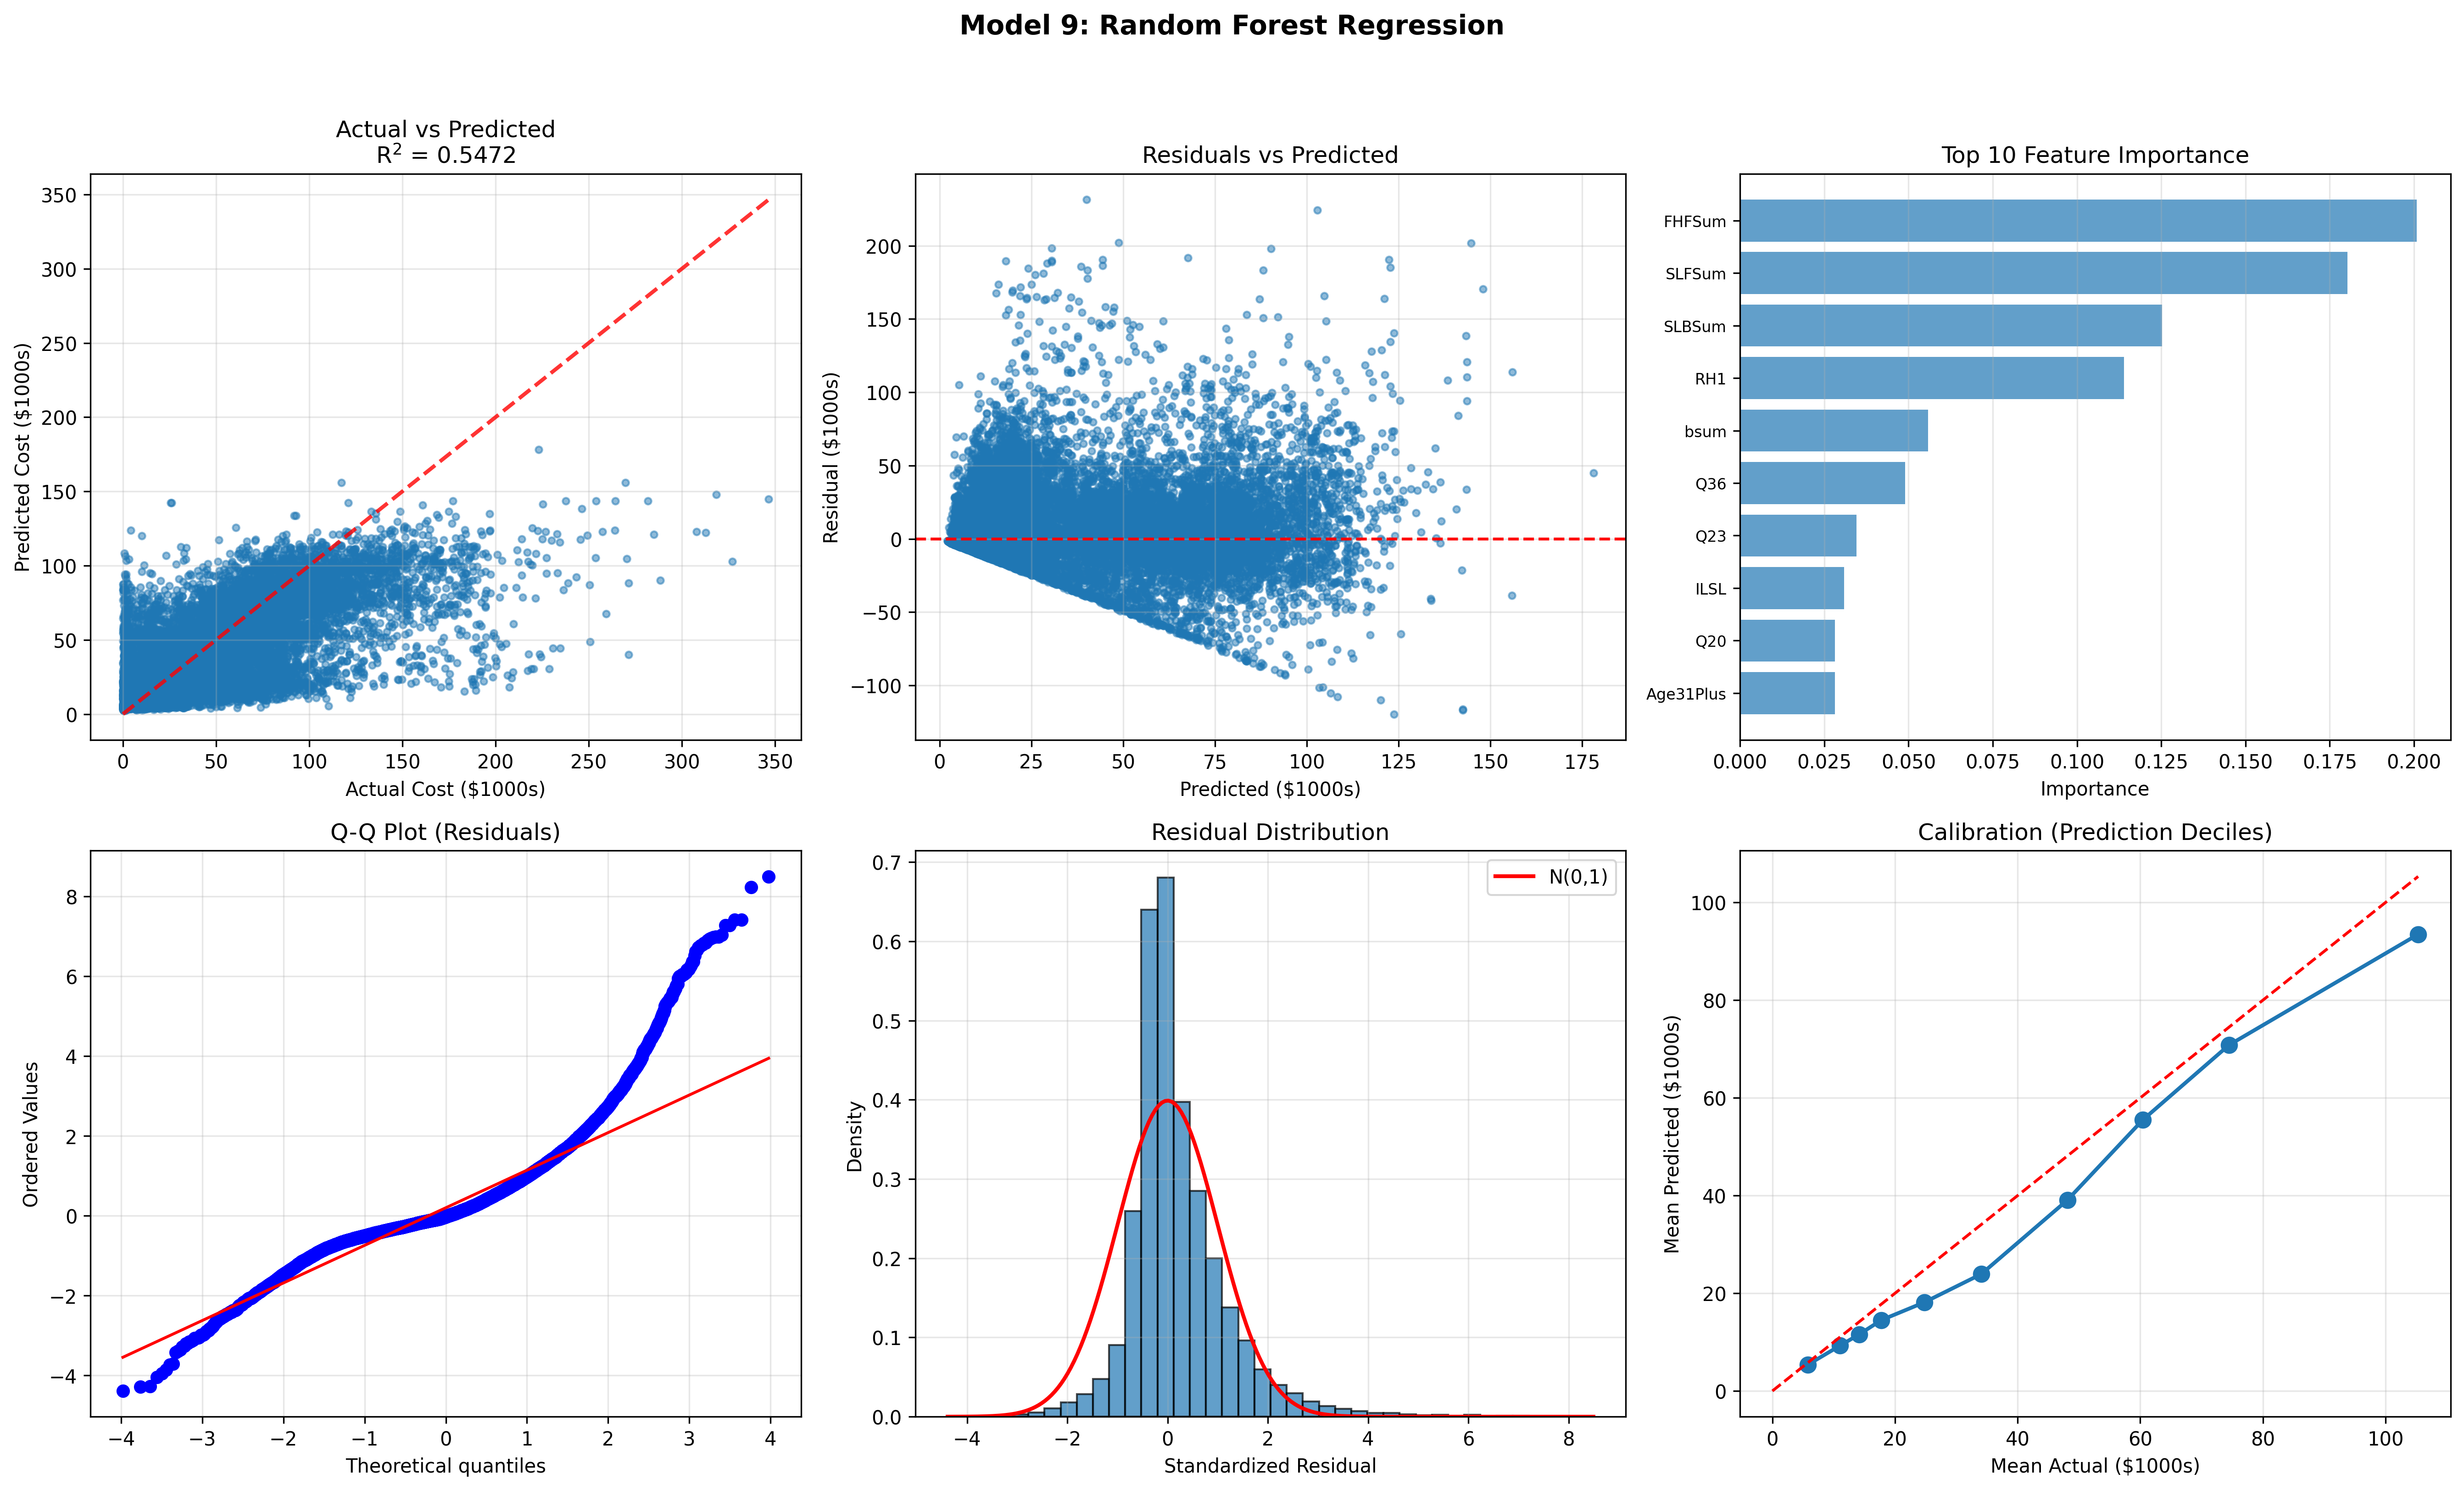 Model 9: Random Forest Regression
Actual vs Predicted
R² = 0.5472
350
300
250
200
150
100
50
0
Predicted Cost ($1000s)
0 50 100 150 200 250 300 350
Actual Cost ($1000s)
Residuals vs Predicted
200
150
100
50
0
−50
−100
Residual ($1000s)
0 25 50 75 100 125 150 175
Predicted ($1000s)
Top 10 Feature Importance
FHFSum
SLFSum
SLBSum
RH1
bsum
Q36
Q23
ILSL
Q20
Age31Plus
0.000 0.025 0.050 0.075 0.100 0.125 0.150 0.175 0.200
Importance
Q-Q Plot (Residuals)
8
6
4
2
0
−2
−4
Ordered Values
−4 −3 −2 −1 0 1 2 3 4
Theoretical quantiles
Residual Distribution
N(0,1)
0.7
0.6
0.5
0.4
0.3
0.2
0.1
0.0
Density
−4 −2 0 2 4 6 8
Standardized Residual
Calibration (Prediction Deciles)
100
80
60
40
20
0
Mean Predicted ($1000s)
0 20 40 60 80 100
Mean Actual ($1000s)